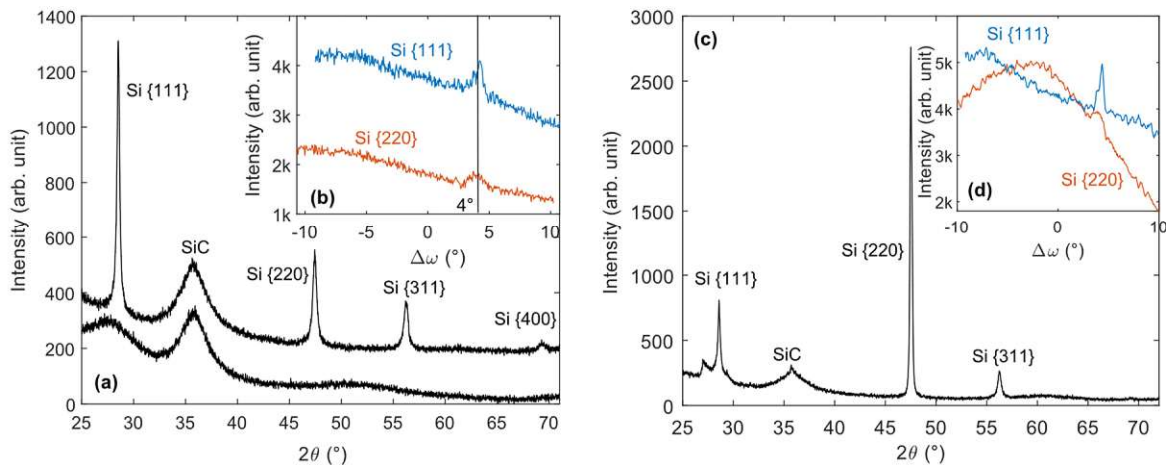 1400
1200
1000
800
600
400
200
0
Intensity (arb. unit)
25 30 35 40 45 50 55 60 65 70
2θ (°)
Si {111}
SiC
Si {220}
Si {311}
Si {400}
(a)
4k
3k
2k
1k
Intensity (arb. unit)
-10 -5 0 5 10
Δω (°)
Si {111}
Si {220}
4°
(b)
3000
2500
2000
1500
1000
500
0
Intensity (arb. unit)
25 30 35 40 45 50 55 60 65 70
2θ (°)
(c)
Si {111}
SiC
Si {220}
Si {311}
5k
4k
3k
2k
Intensity (arb. unit)
-10 0 10
Δω (°)
Si {111}
Si {220}
(d)